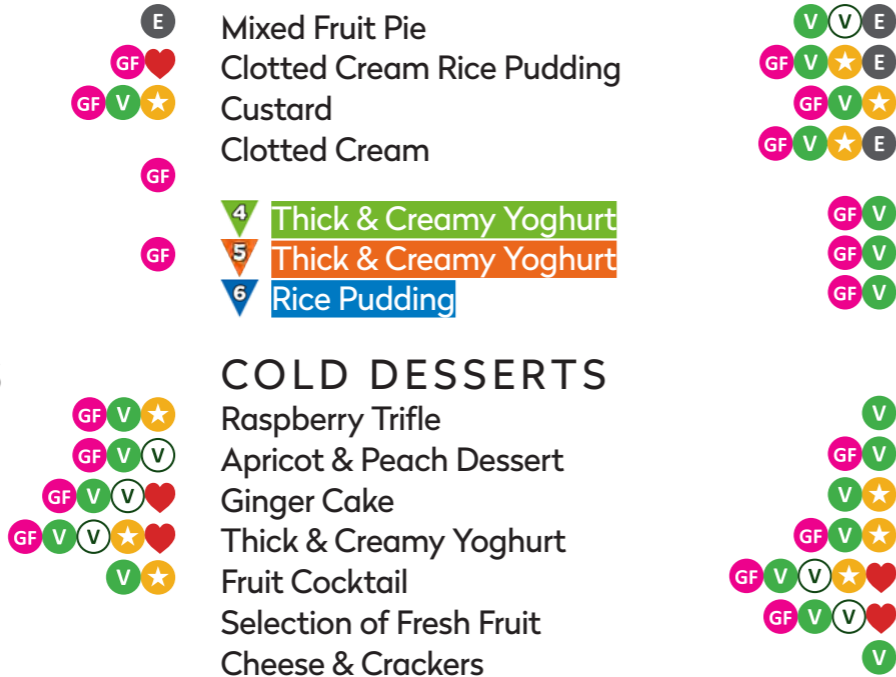 E
GF
GF V
GF
GF
GF V
GF V V
GF V V
GF V V
V
Mixed Fruit Pie V V E
Clotted Cream Rice Pudding GF V E
Custard GF V
Clotted Cream GF V E
4 Thick & Creamy Yoghurt GF V
5 Thick & Creamy Yoghurt GF V
6 Rice Pudding GF V
COLD DESSERTS
Raspberry Trifle V
Apricot & Peach Dessert GF V
Ginger Cake V
Thick & Creamy Yoghurt GF V
Fruit Cocktail GF V V
Selection of Fresh Fruit GF V V
Cheese & Crackers V